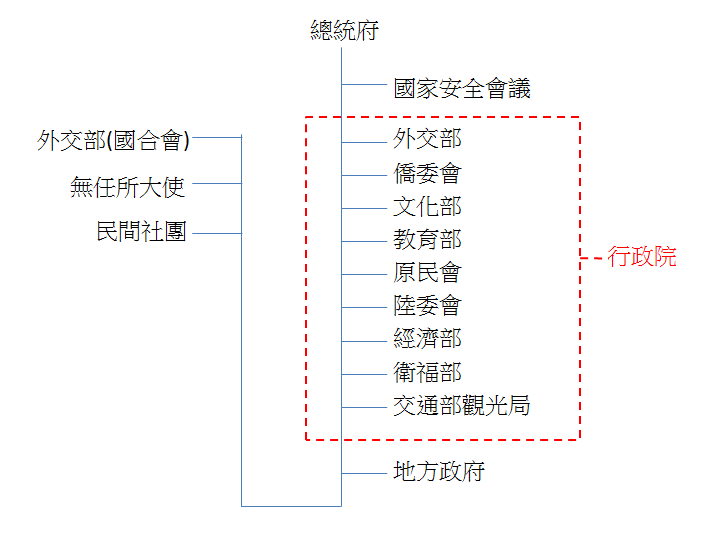 總統府
國家安全會議
外交部(國合會)
無任所大使
民間社團
外交部
僑委會
文化部
教育部
原民會
陸委會
經濟部
衛福部
交通部觀光局
行政院
地方政府